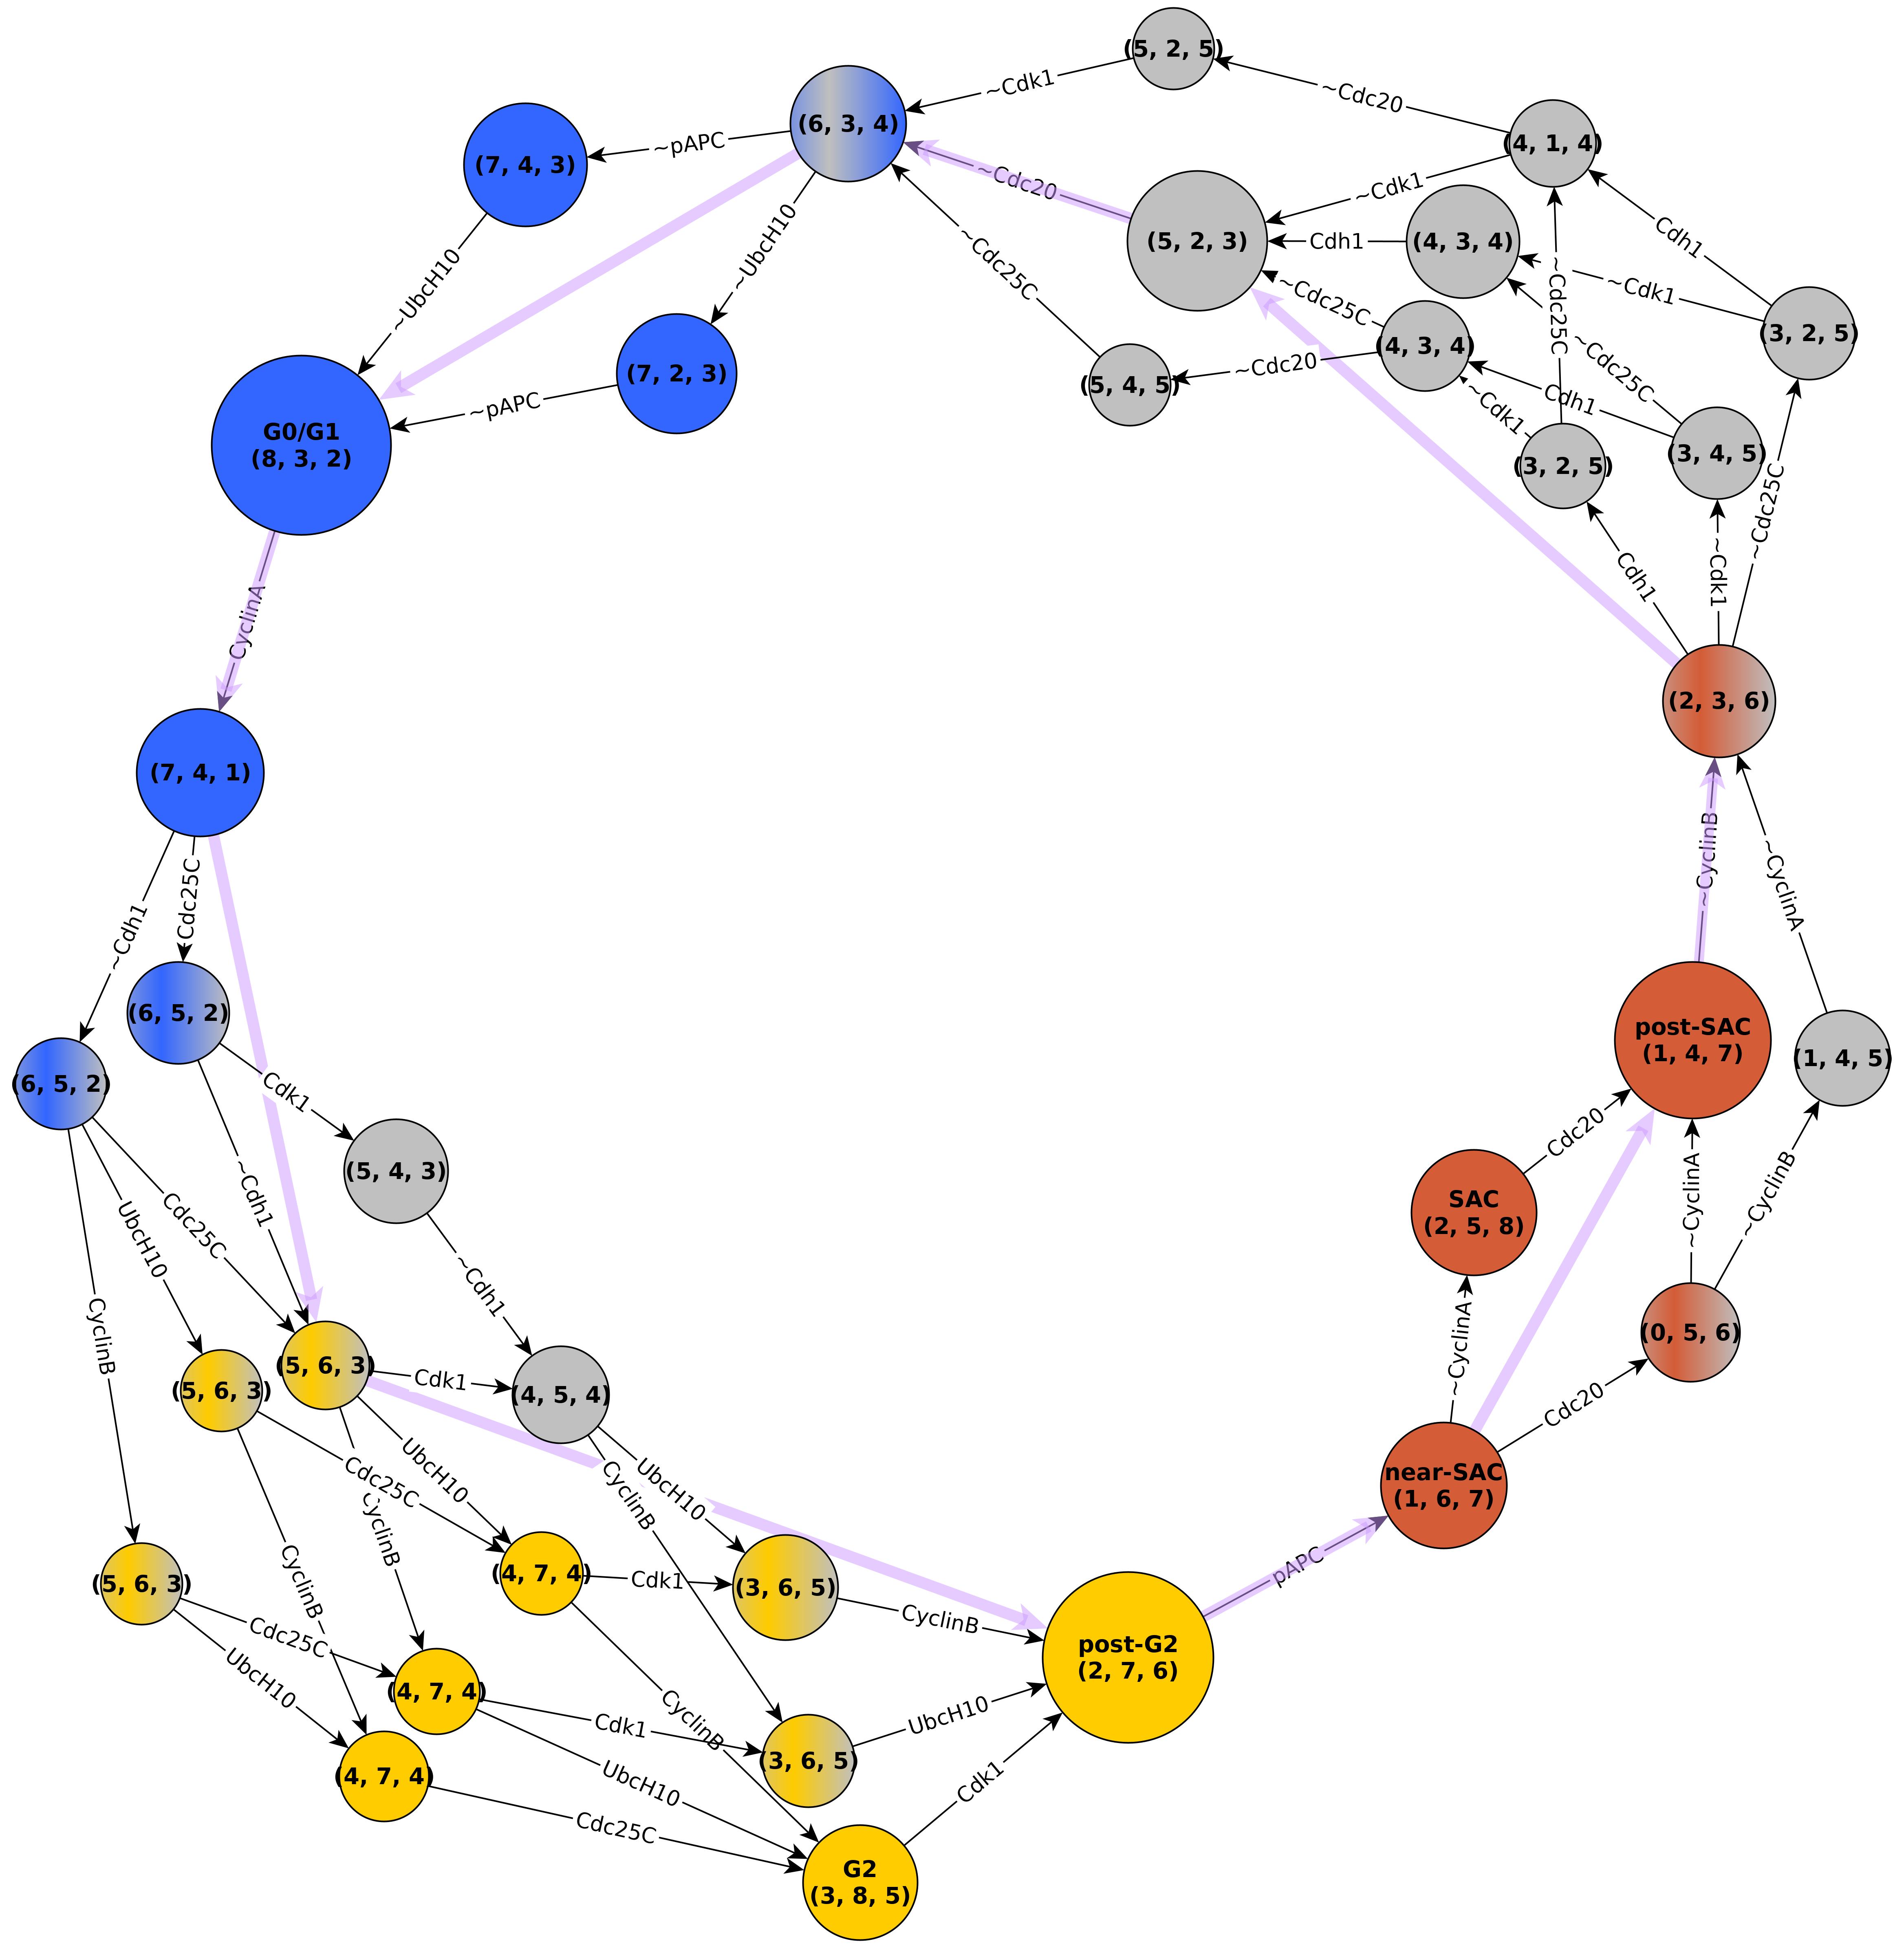 (5, 2, 5)
~Cdk1
~Cdc20
(6, 3, 4)
(4, 1, 4)
~pAPC
(7, 4, 3)
~Cdc20
~Cdk1
(5, 2, 3)
Cdh1
(4, 3, 4)
Cdh1
~UbcH10
~Cdc25C
~Cdc25C
~Cdk1
~Cdc25C
(3, 2, 5)
~UbcH10
(7, 2, 3)
(5, 4, 5)
~Cdc20
(4, 3, 4)
~Cdc25C
~pAPC
~Cdk1
Cdh1
G0/G1
(8, 3, 2)
(3, 2, 5)
(3, 4, 5)
~Cdc25C
Cdh1
~Cdk1
CyclinA
(2, 3, 6)
(7, 4, 1)
~CyclinB
~CyclinA
~Cdh1
Cdc25C
(6, 5, 2)
(6, 5, 2)
post-SAC
(1, 4, 7)
(1, 4, 5)
Cdk1
(5, 4, 3)
Cdc20
~CyclinA
~CyclinB
SAC
(2, 5, 8)
UbcH10
Cdc25C
~Cdh1
~Cdh1
CyclinB
(0, 5, 6)
~CyclinA
(5, 6, 3)
(5, 6, 3)
Cdk1
(4, 5, 4)
Cdc20
near-SAC
(1, 6, 7)
Cdc25C
UbcH10
CyclinB
UbcH10
CyclinB
pAPC
CyclinB
(5, 6, 3)
(4, 7, 4)
Cdk1
(3, 6, 5)
CyclinB
Cdc25C
UbcH10
post-G2
(2, 7, 6)
(4, 7, 4)
Cdk1
CyclinB
UbcH10
(3, 6, 5)
(4, 7, 4)
UbcH10
Cdk1
Cdc25C
G2
(3, 8, 5)